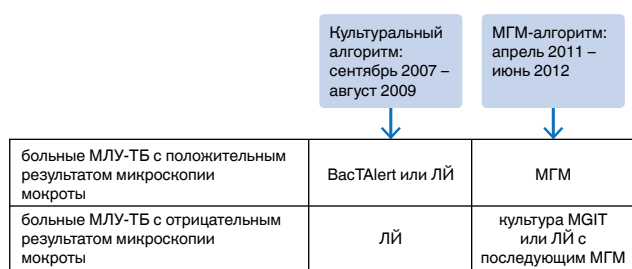 Культуральный
алгоритм:
сентябрь 2007 –
август 2009
МГМ-алгоритм:
апрель 2011 –
июнь 2012
больные МЛУ-ТБ с положительным
результатом микроскопии
мокроты
BacTAlert или ЛЙ
МГМ
больные МЛУ-ТБ с отрицательным
результатом микроскопии
мокроты
ЛЙ
культура MGIT
или ЛЙ с
последующим МГМ